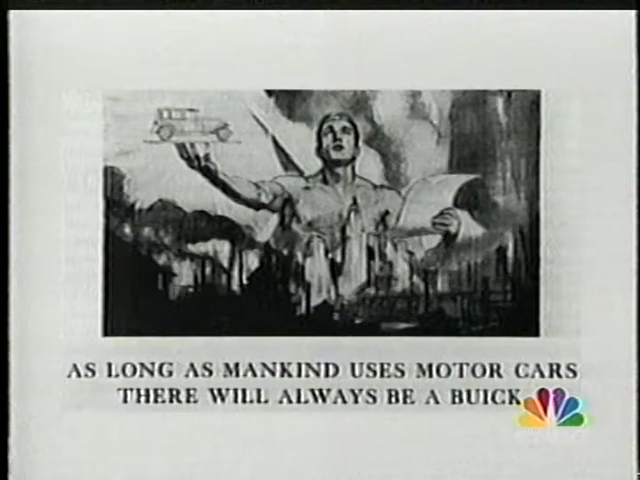 AS LONG AS MANKIND USES MOTOR CARS
THERE WILL ALWAYS BE A BUICK